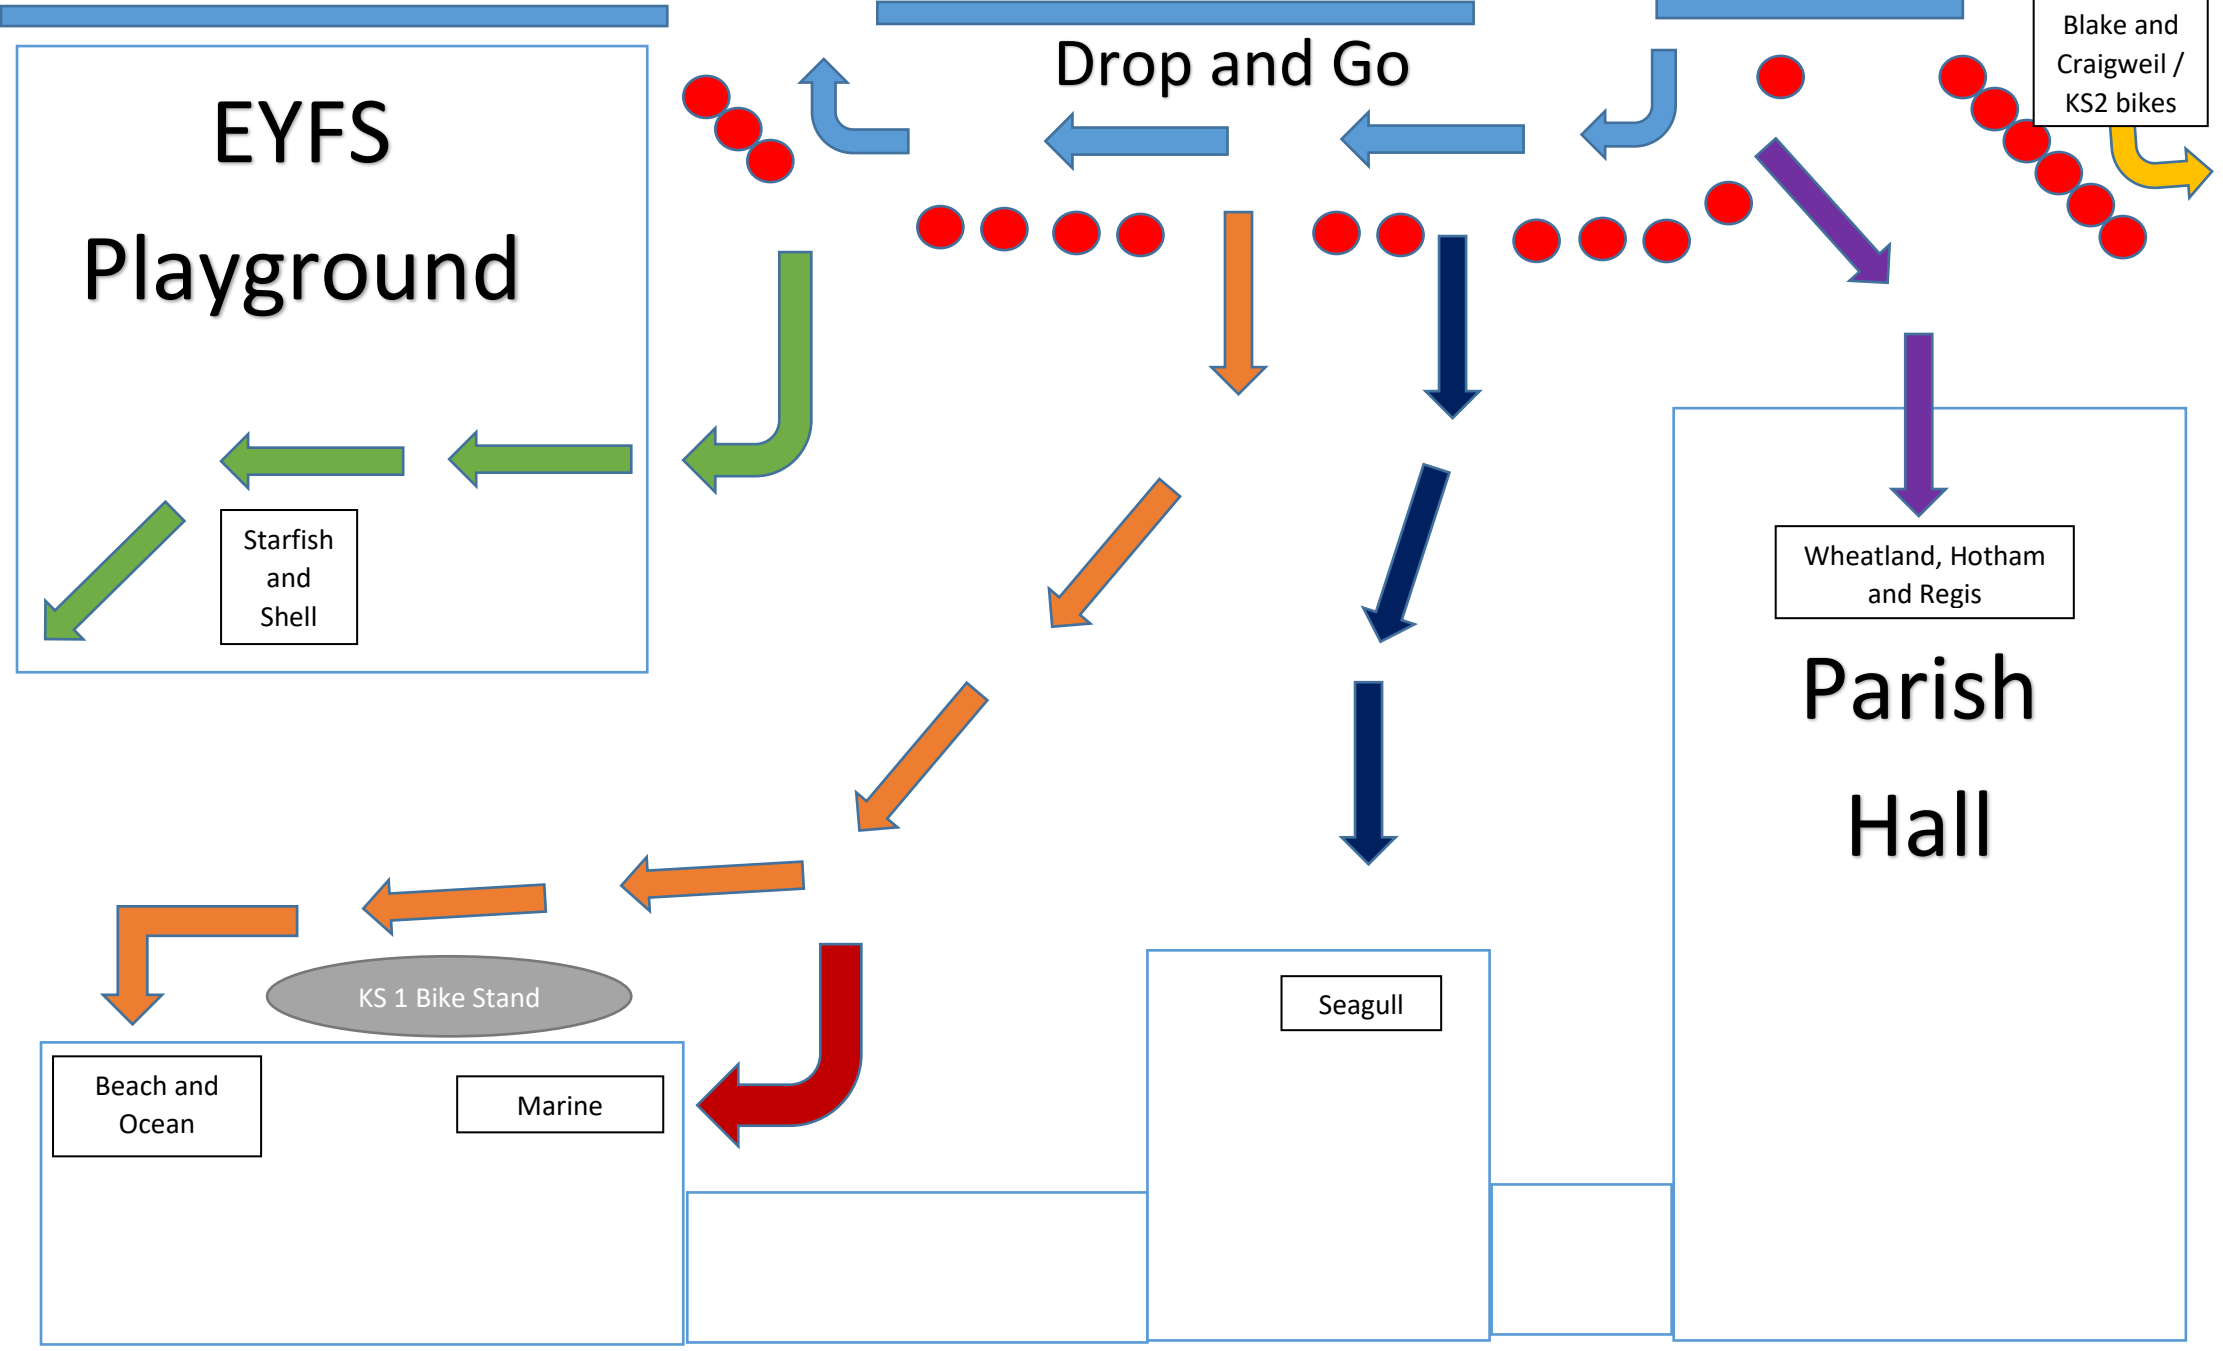 Drop and Go
Blake and
Craigweil /
KS2 bikes
EYFS
Playground
Starfish
and
Shell
Wheatland, Hotham
and Regis
Parish
Hall
KS 1 Bike Stand
Seagull
Beach and
Ocean
Marine